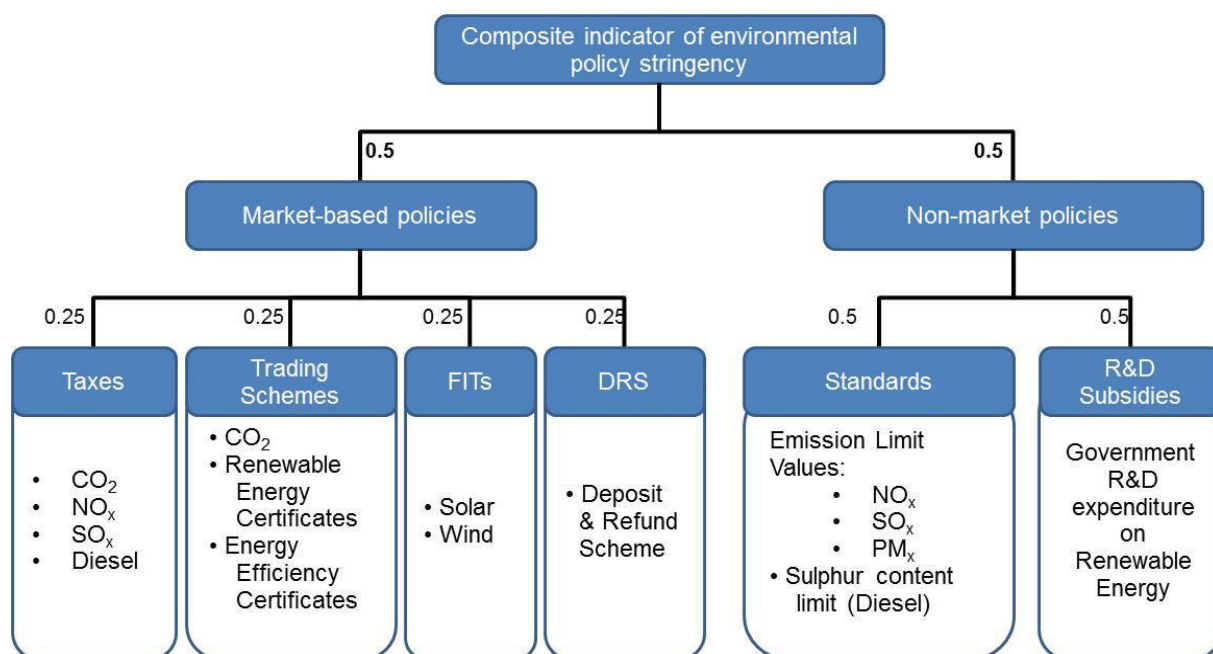 Composite indicator of environmental
policy stringency
0.5
0.5
Market-based policies
Non-market policies
0.25
0.25
0.25
0.25
0.5
0.5
Taxes
• CO₂
• NOₓ
• SOₓ
• Diesel
Trading
Schemes
• CO₂
• Renewable
Energy
Certificates
• Energy
Efficiency
Certificates
FITs
• Solar
• Wind
DRS
• Deposit
& Refund
Scheme
Standards
Emission Limit
Values:
• NOₓ
• SOₓ
• PMₓ
• Sulphur content
limit (Diesel)
R&D
Subsidies
Government
R&D
expenditure
on
Renewable
Energy